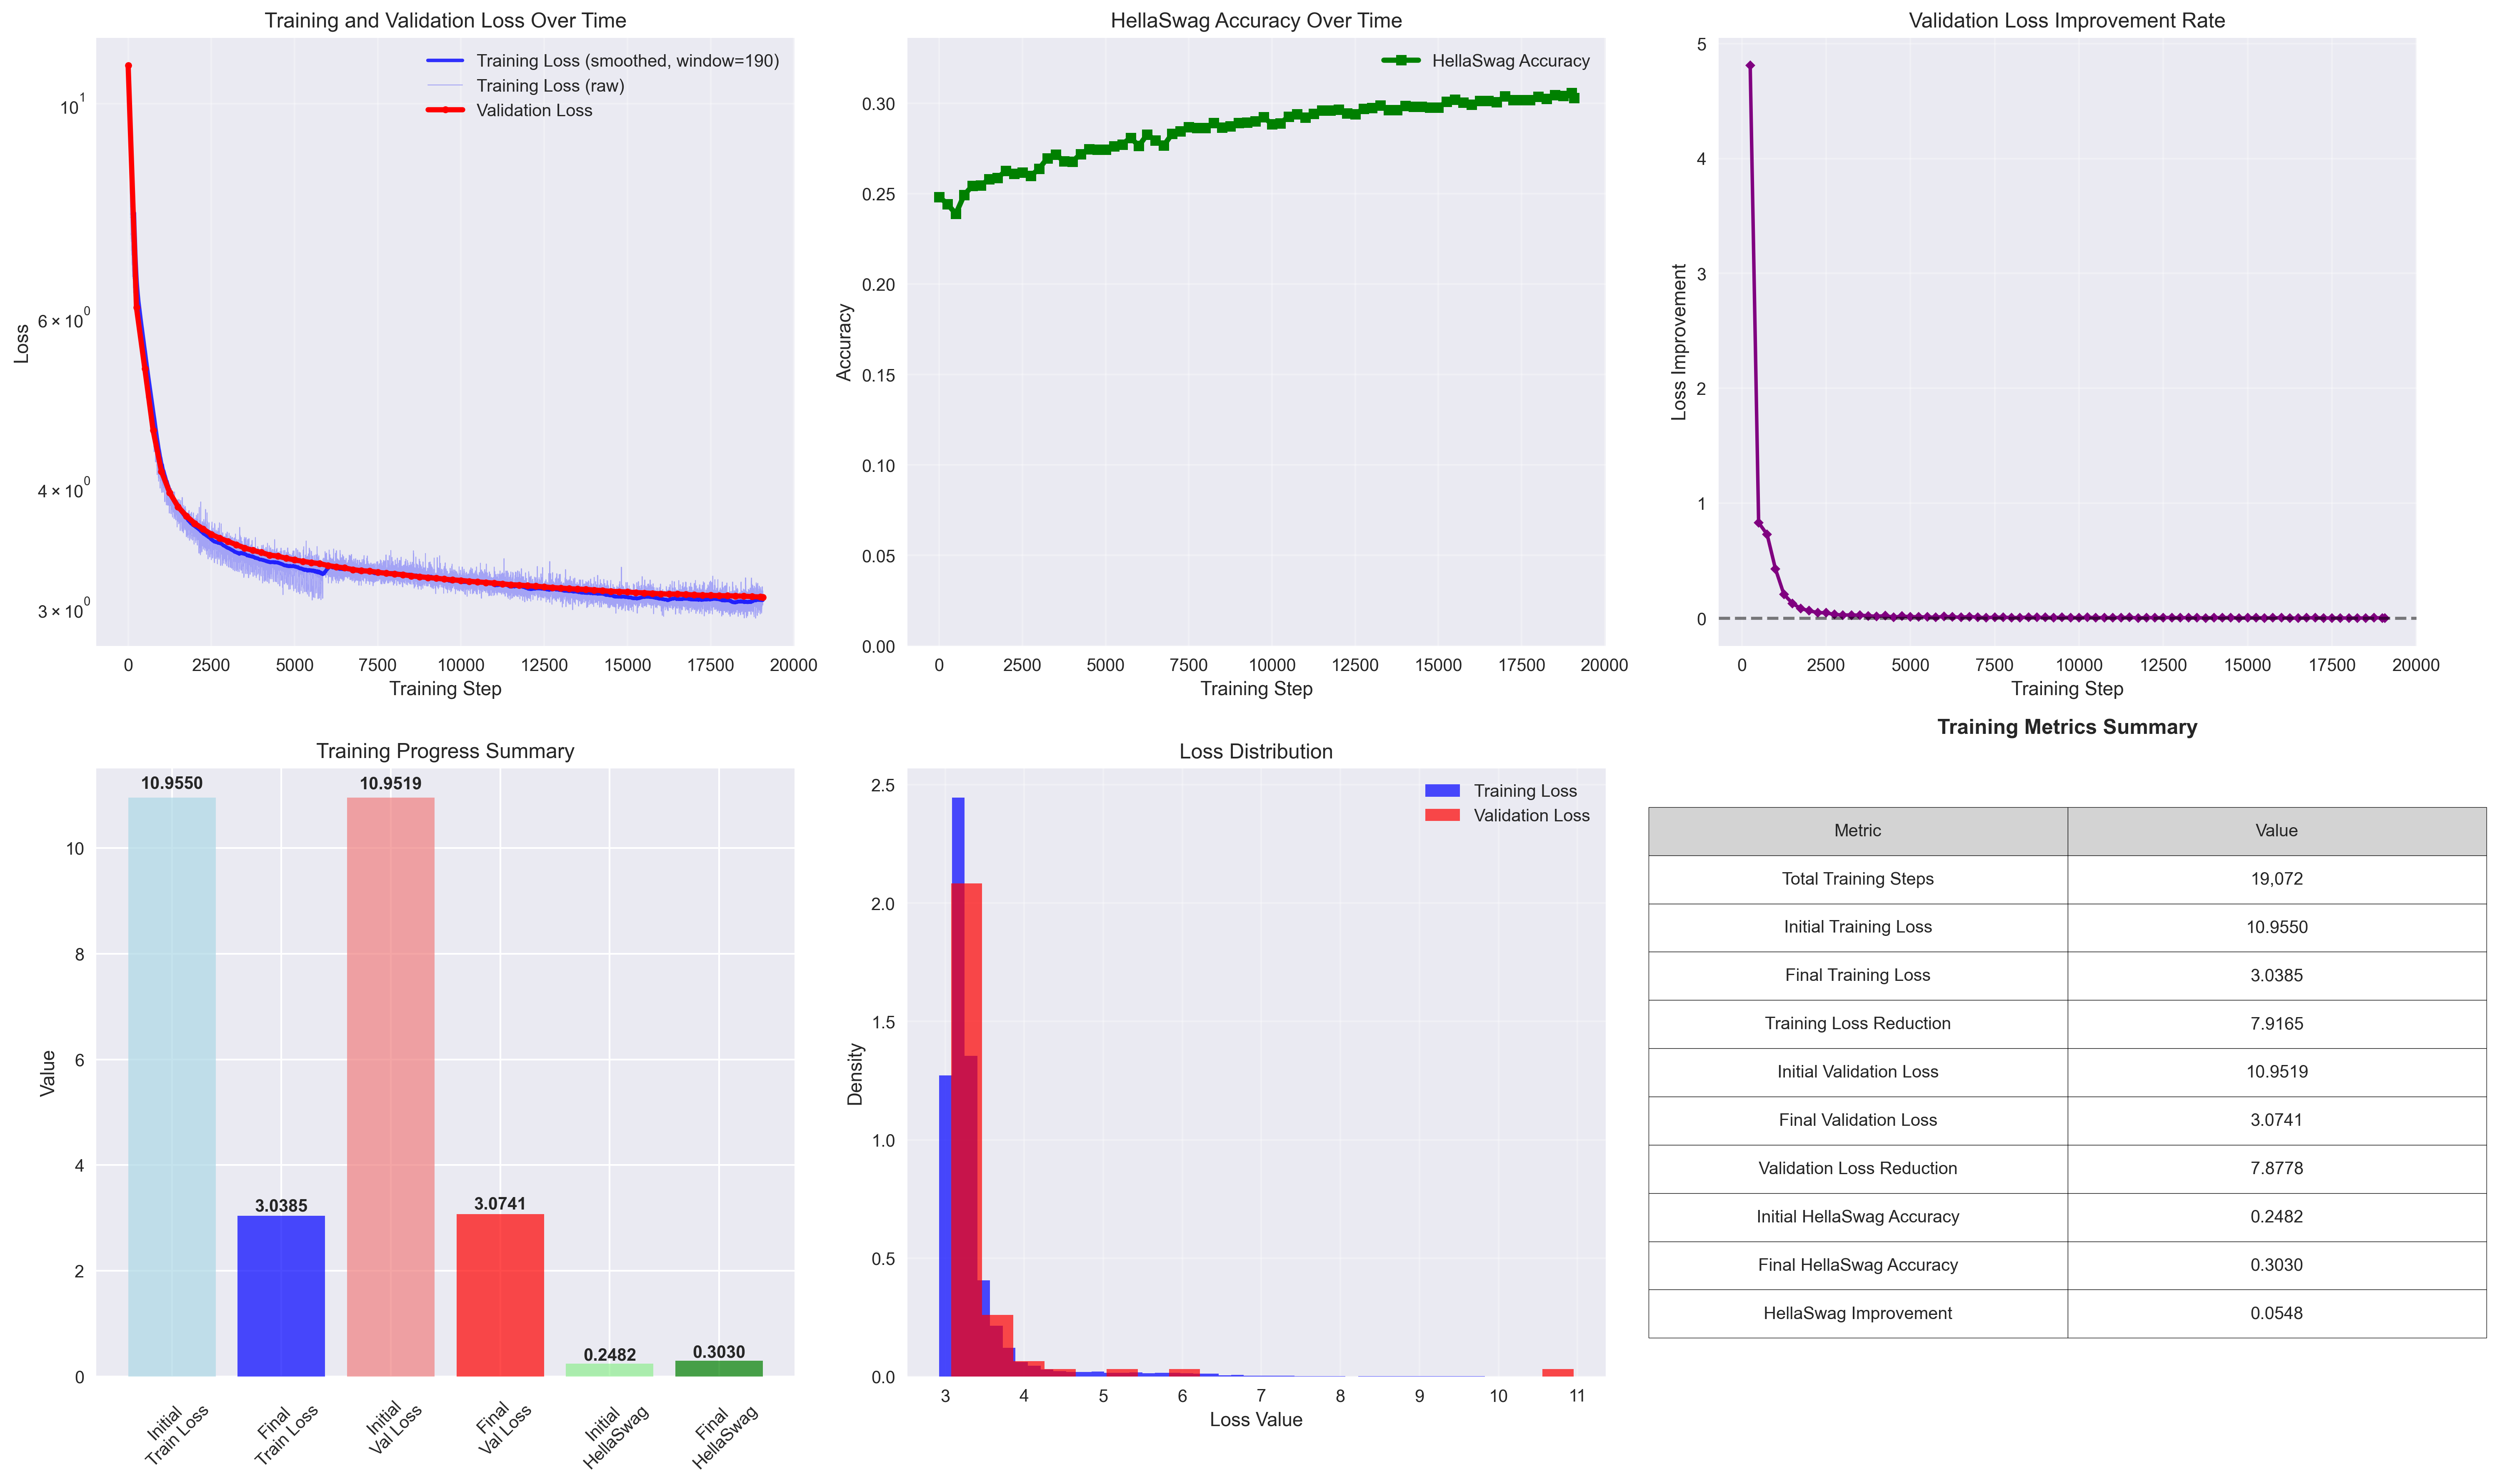 Training and Validation Loss Over Time
Training Loss (smoothed, window=190)
Training Loss (raw)
Validation Loss
10¹
6 × 10⁰
4 × 10⁰
3 × 10⁰
Loss
0 2500 5000 7500 10000 12500 15000 17500 20000
Training Step
HellaSwag Accuracy Over Time
HellaSwag Accuracy
0.30
0.25
0.20
0.15
0.10
0.05
0.00
Accuracy
0 2500 5000 7500 10000 12500 15000 17500 20000
Training Step
Validation Loss Improvement Rate
5
4
3
2
1
0
Loss Improvement
0 2500 5000 7500 10000 12500 15000 17500 20000
Training Step
Training Progress Summary
10.9550
3.0385
10.9519
3.0741
0.2482
0.3030
10
8
6
4
2
0
Value
Initial
Train Loss
Final
Train Loss
Initial
Val Loss
Final
Val Loss
Initial
HellaSwag
Final
HellaSwag
Loss Distribution
Training Loss
Validation Loss
2.5
2.0
1.5
1.0
0.5
0.0
Density
3 4 5 6 7 8 9 10 11
Loss Value
Training Metrics Summary
Metric Value
Total Training Steps 19,072
Initial Training Loss 10.9550
Final Training Loss 3.0385
Training Loss Reduction 7.9165
Initial Validation Loss 10.9519
Final Validation Loss 3.0741
Validation Loss Reduction 7.8778
Initial HellaSwag Accuracy 0.2482
Final HellaSwag Accuracy 0.3030
HellaSwag Improvement 0.0548